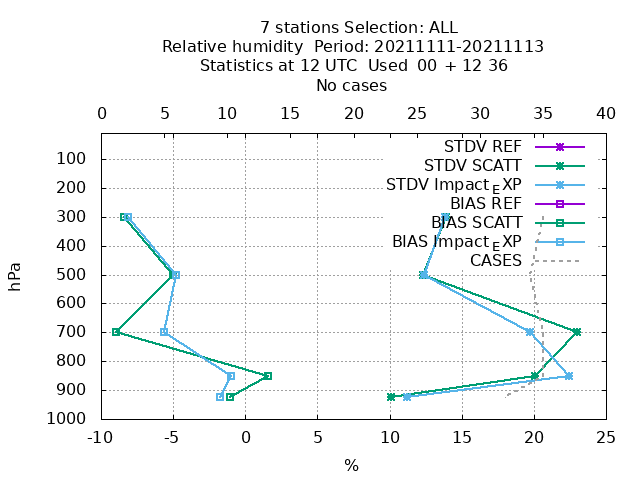 7 stations Selection: ALL
Relative humidity  Period: 20211111-20211113
Statistics at 12 UTC  Used  00 + 12 36
No cases
0 5 10 15 20 25 30 35 40
STDV REF
STDV SCATT
STDV Impact_EXP
BIAS REF
BIAS SCATT
BIAS Impact_EXP
CASES
hPa
100
200
300
400
500
600
700
800
900
1000
-10 -5 0 5 10 15 20 25
%